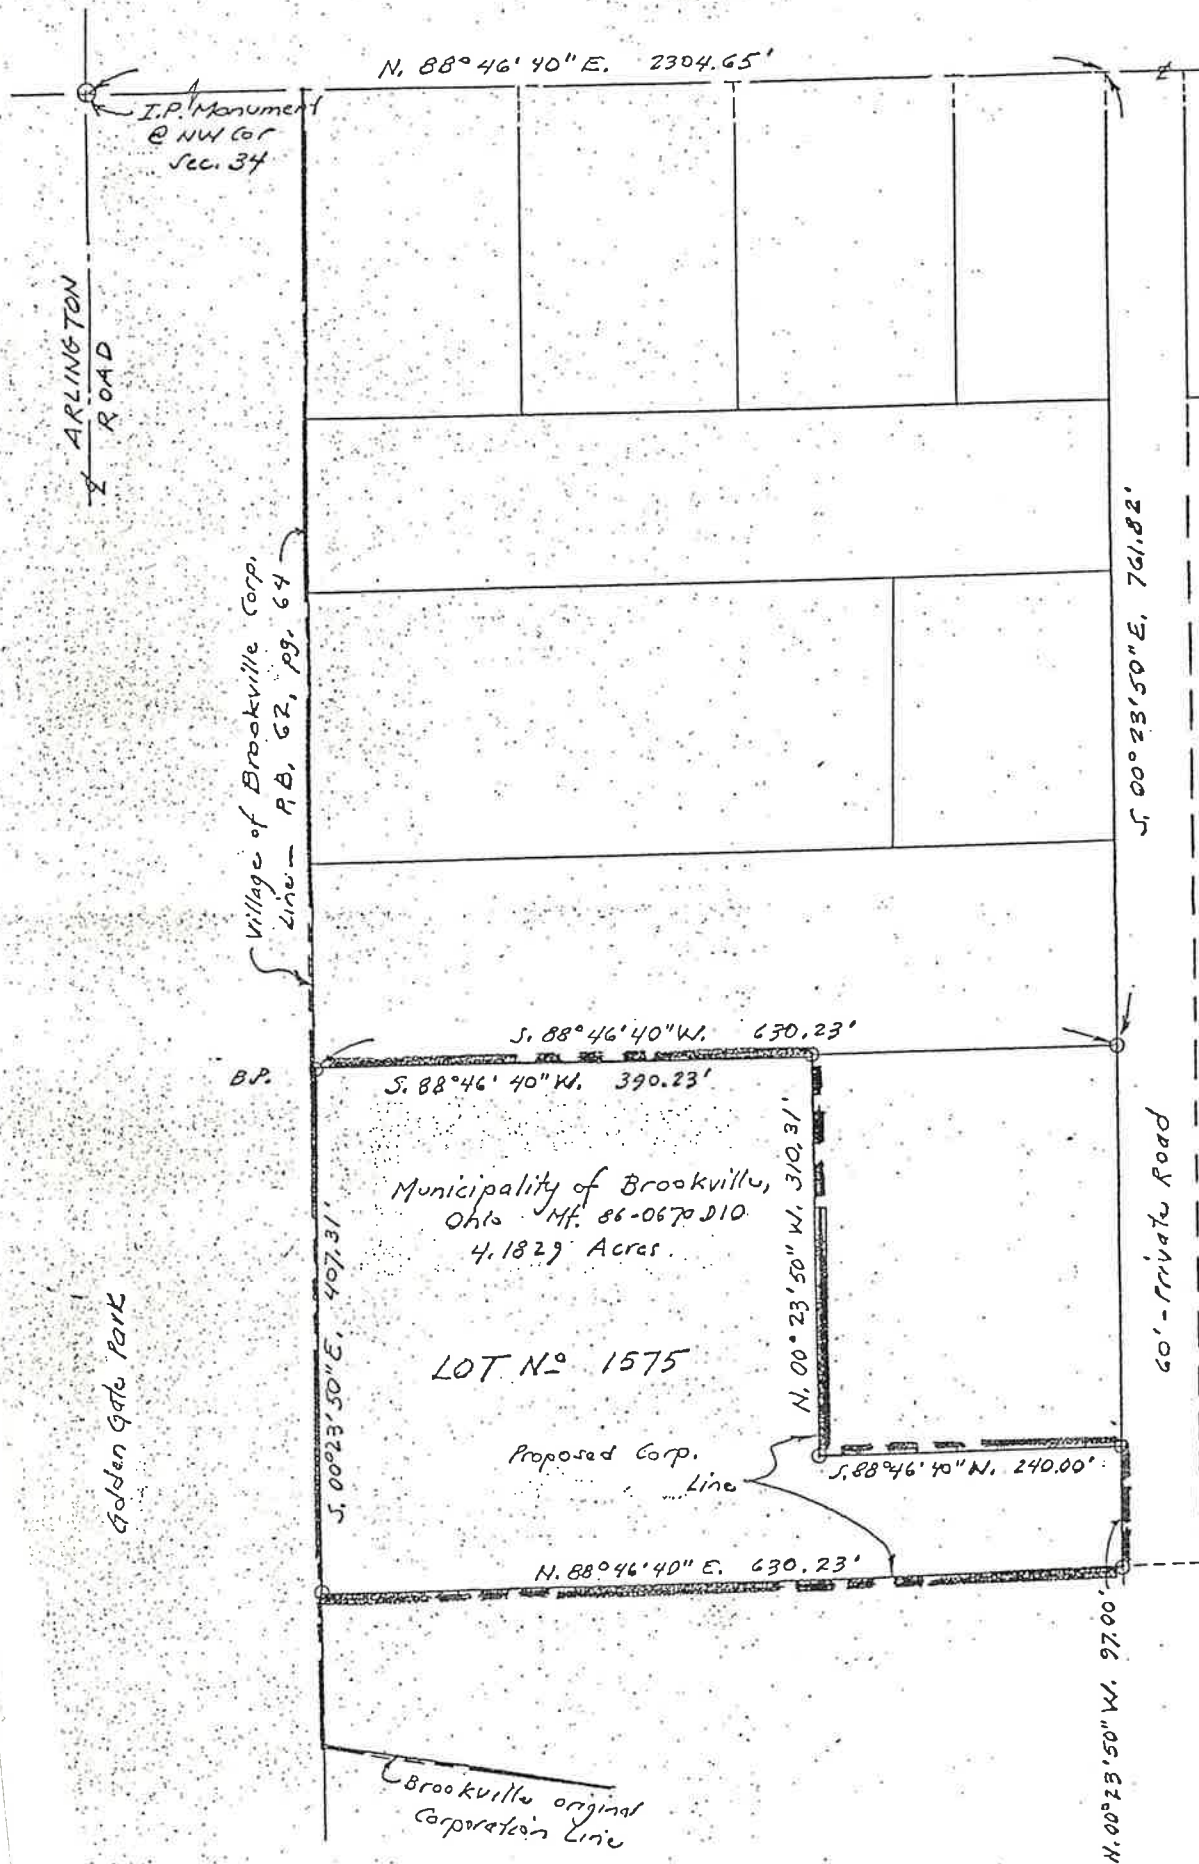 N. 88° 46' 40" E. 2304.65'
℄
I.P. Monument
@ NW Cor
Sec. 34
℄ ARLINGTON
ROAD
Village of Brookville Corp.
Line — P.B. 62, pg. 64
S. 00° 23' 50" E. 761.82'
S. 88° 46' 40" W. 630.23'
B.P.
S. 88° 46' 40" W. 390.23'
Municipality of Brookville,
Ohio Mf. 86-0670 D10
4.1829 Acres.
N. 00° 23' 50" W. 310.31'
S. 00° 23' 50" E. 407.31'
60' - Private Road
Golden Gate Park
LOT Nº 1575
Proposed Corp.
Line
S. 88° 46' 40" W. 240.00'
N. 88° 46' 40" E. 630.23'
N. 00° 23' 50" W. 97.00'
Brookville original
Corporation Line